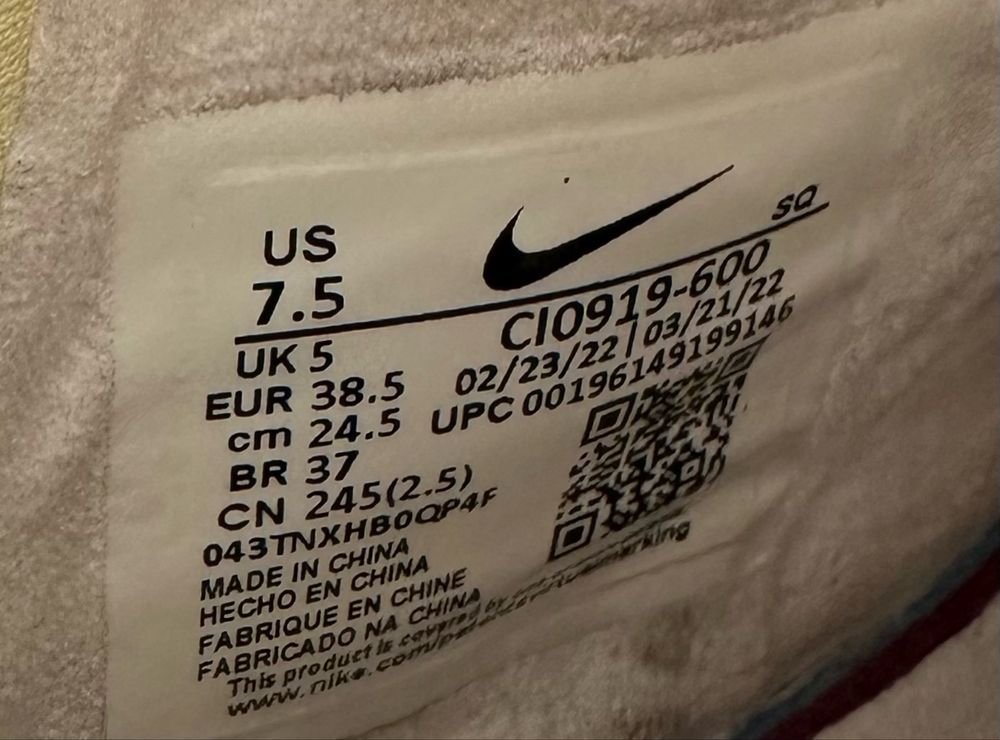 US
7.5
SQ
UK 5
EUR 38.5
cm 24.5
BR 37
CN 245(2.5)
CI0919-600
02/23/22 | 03/21/22
UPC 00196149199146
043TNXHB0QP4F
MADE IN CHINA
HECHO EN CHINA
FABRIQUE EN CHINE
FABRICADO NA CHINA
This product is covered by
www.nike.com/